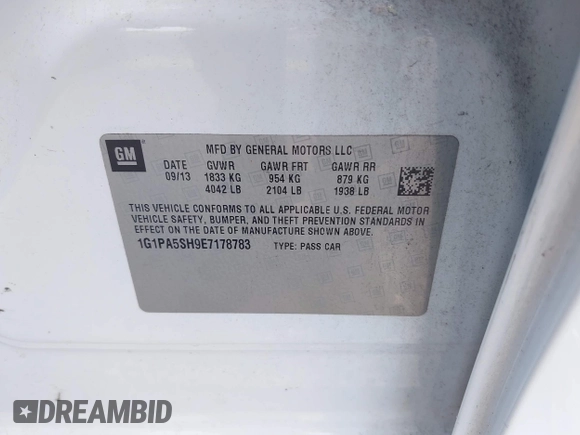 GM
MFD BY GENERAL MOTORS LLC
DATE GVWR GAWR FRT GAWR RR
09/13 1833 KG 954 KG 879 KG
4042 LB 2104 LB 1938 LB
THIS VEHICLE CONFORMS TO ALL APPLICABLE U.S. FEDERAL MOTOR
VEHICLE SAFETY, BUMPER, AND THEFT PREVENTION STANDARDS IN
EFFECT ON THE DATE OF MANUFACTURE SHOWN ABOVE.
1G1PA5SH9E7178783 TYPE: PASS CAR
DREAMBID